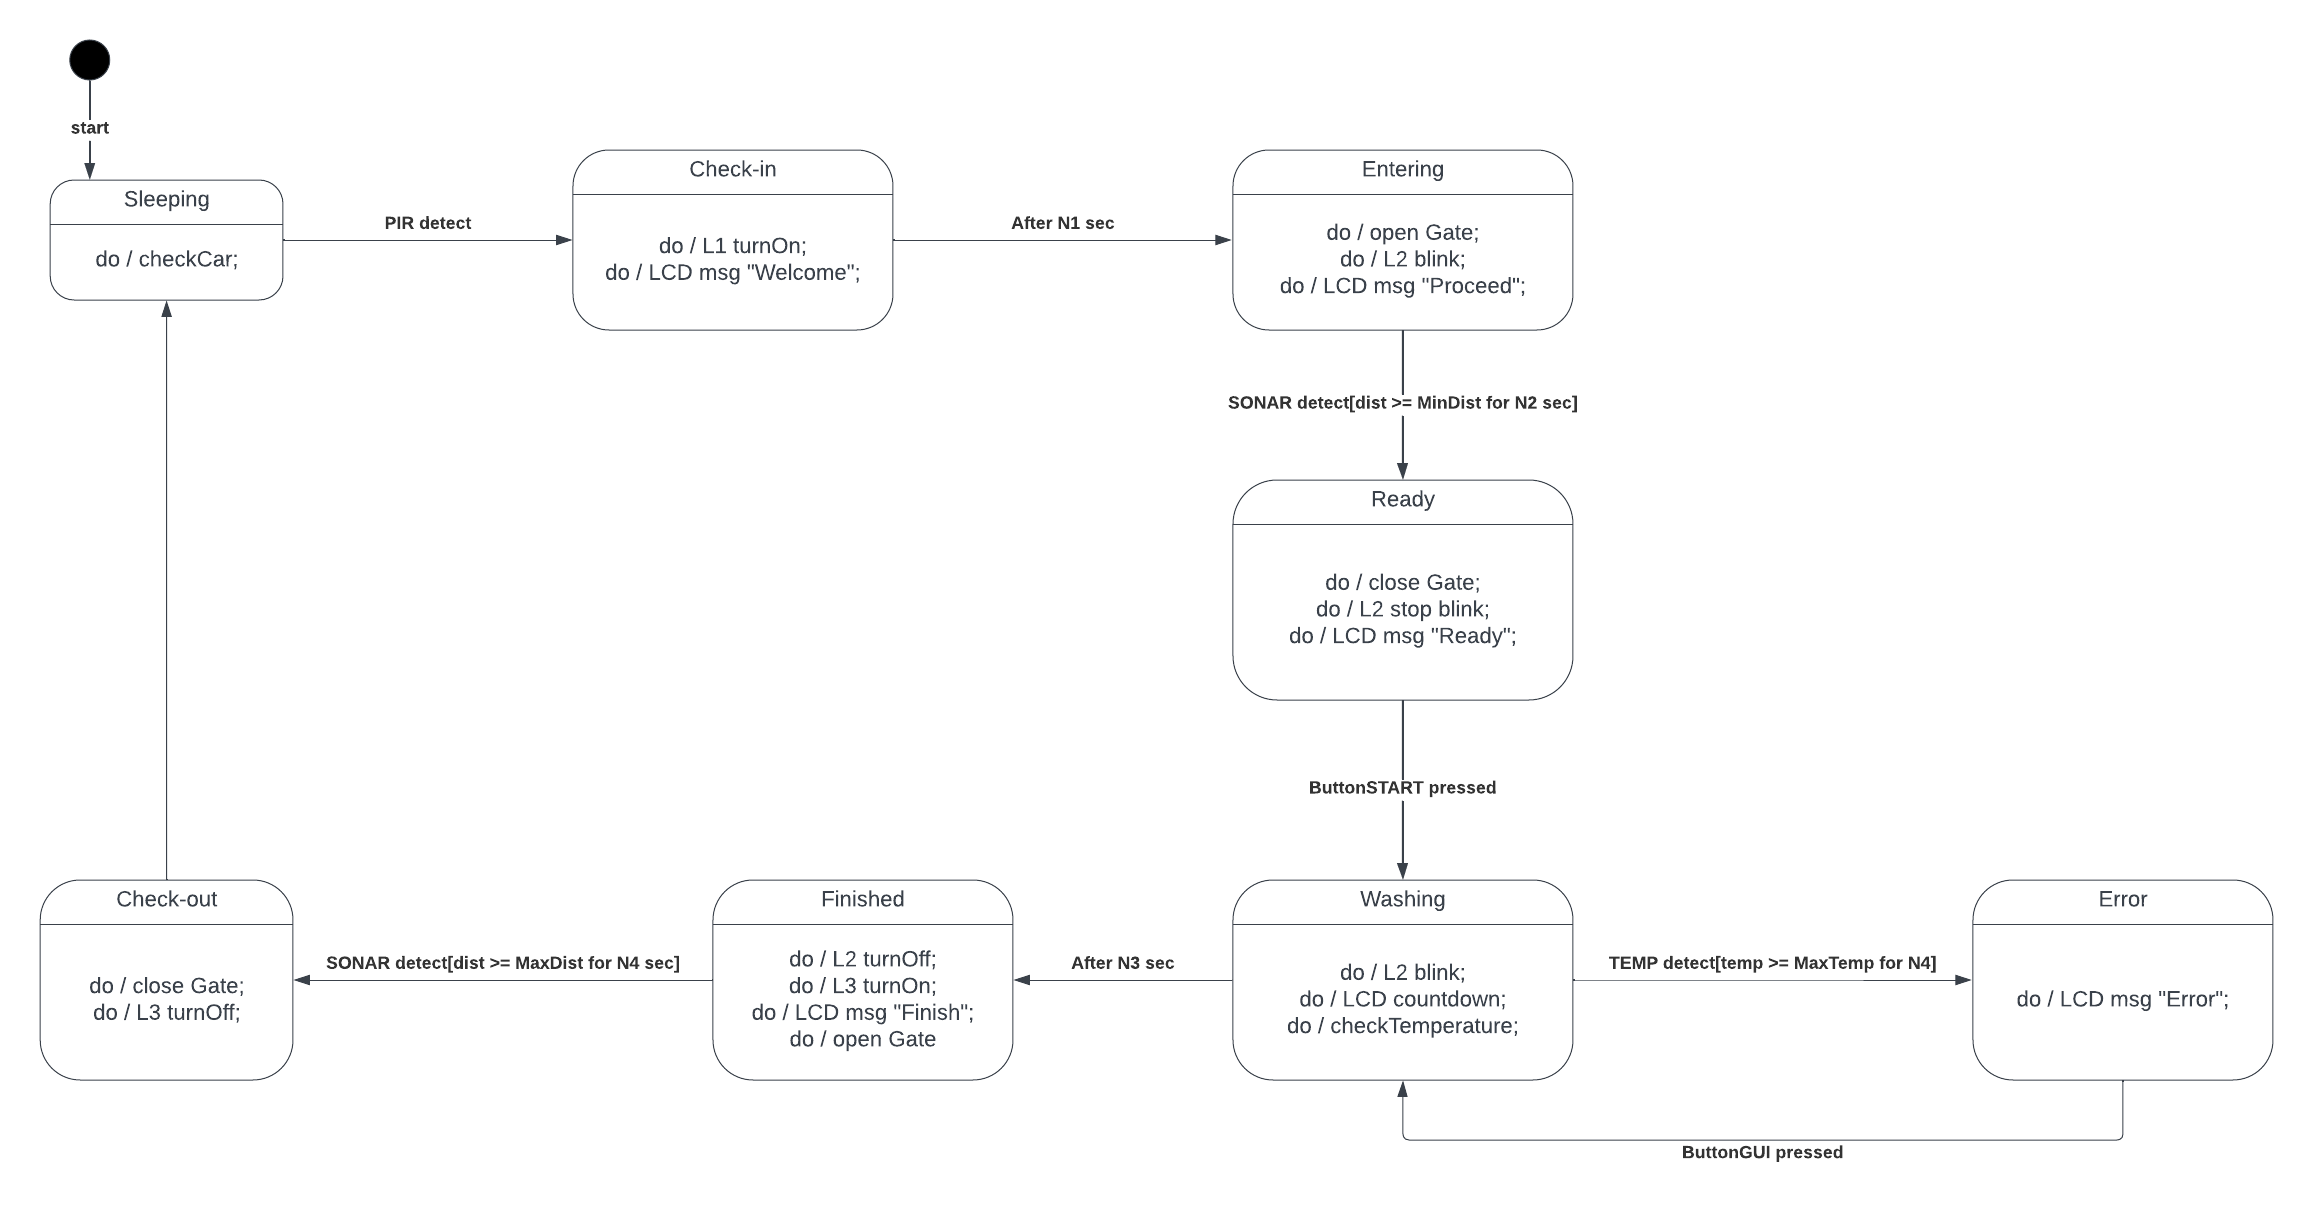 start
Sleeping
do / checkCar;
PIR detect
Check-in
do / L1 turnOn;
do / LCD msg "Welcome";
After N1 sec
Entering
do / open Gate;
do / L2 blink;
do / LCD msg "Proceed";
SONAR detect[dist >= MinDist for N2 sec]
Ready
do / close Gate;
do / L2 stop blink;
do / LCD msg "Ready";
ButtonSTART pressed
Washing
do / L2 blink;
do / LCD countdown;
do / checkTemperature;
TEMP detect[temp >= MaxTemp for N4]
Error
do / LCD msg "Error";
ButtonGUI pressed
After N3 sec
Finished
do / L2 turnOff;
do / L3 turnOn;
do / LCD msg "Finish";
do / open Gate
SONAR detect[dist >= MaxDist for N4 sec]
Check-out
do / close Gate;
do / L3 turnOff;